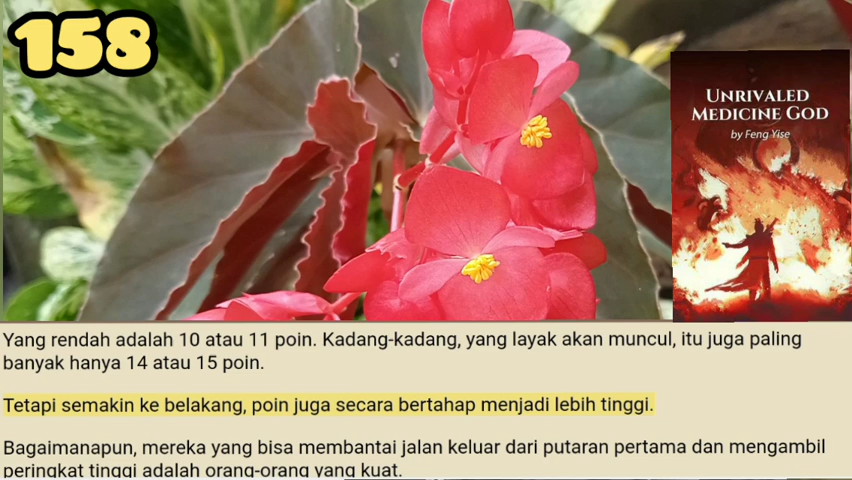 158
UNRIVALED
MEDICINE GOD
by Feng Yise
Yang rendah adalah 10 atau 11 poin. Kadang-kadang, yang layak akan muncul, itu juga paling
banyak hanya 14 atau 15 poin.
Tetapi semakin ke belakang, poin juga secara bertahap menjadi lebih tinggi.
Bagaimanapun, mereka yang bisa membantai jalan keluar dari putaran pertama dan mengambil
peringkat tinggi adalah orang-orang yang kuat.